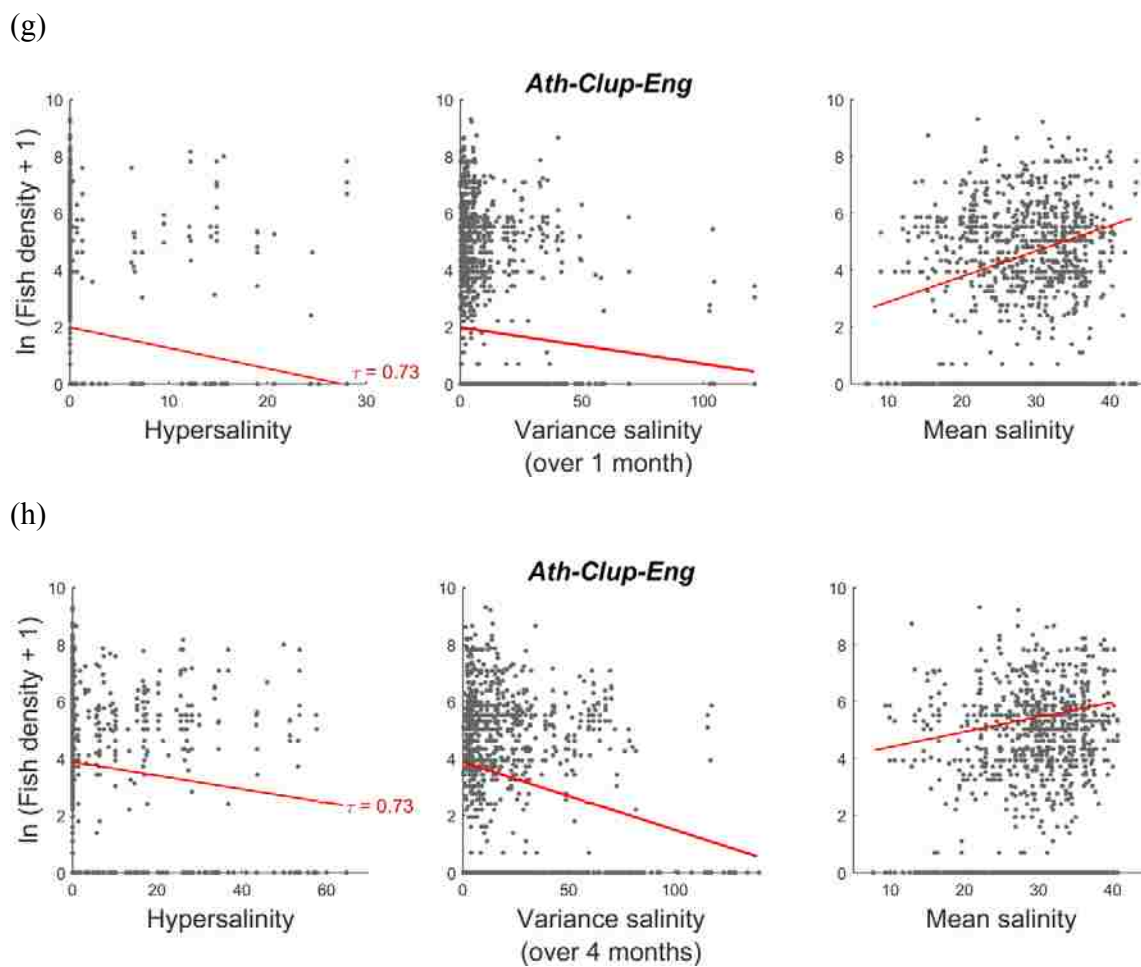 (g)
Ath-Clup-Eng
ln (Fish density + 1)
10
8
6
4
2
0
τ = 0.73
0 10 20 30
Hypersalinity
10
8
6
4
2
0
0 50 100
Variance salinity
(over 1 month)
10
8
6
4
2
0
10 20 30 40
Mean salinity
(h)
Ath-Clup-Eng
ln (Fish density + 1)
10
8
6
4
2
0
τ = 0.73
0 20 40 60
Hypersalinity
10
8
6
4
2
0
0 50 100
Variance salinity
(over 4 months)
10
8
6
4
2
0
10 20 30 40
Mean salinity